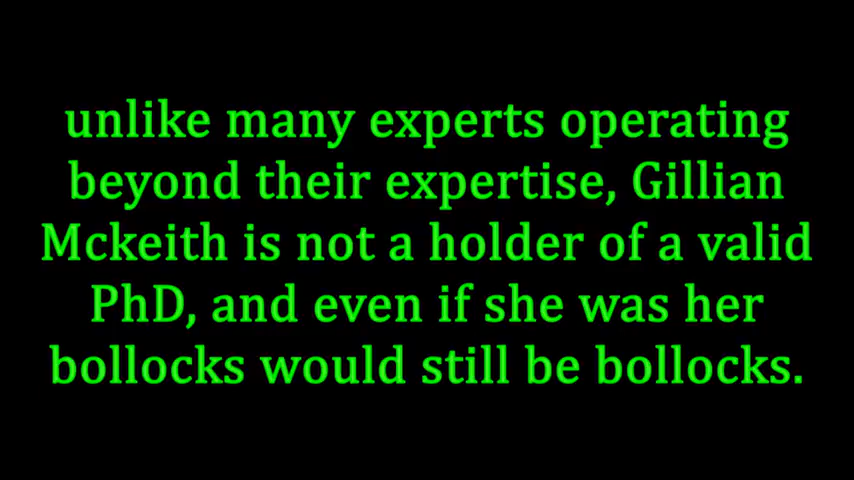 unlike many experts operating
beyond their expertise, Gillian
Mckeith is not a holder of a valid
PhD, and even if she was her
bollocks would still be bollocks.